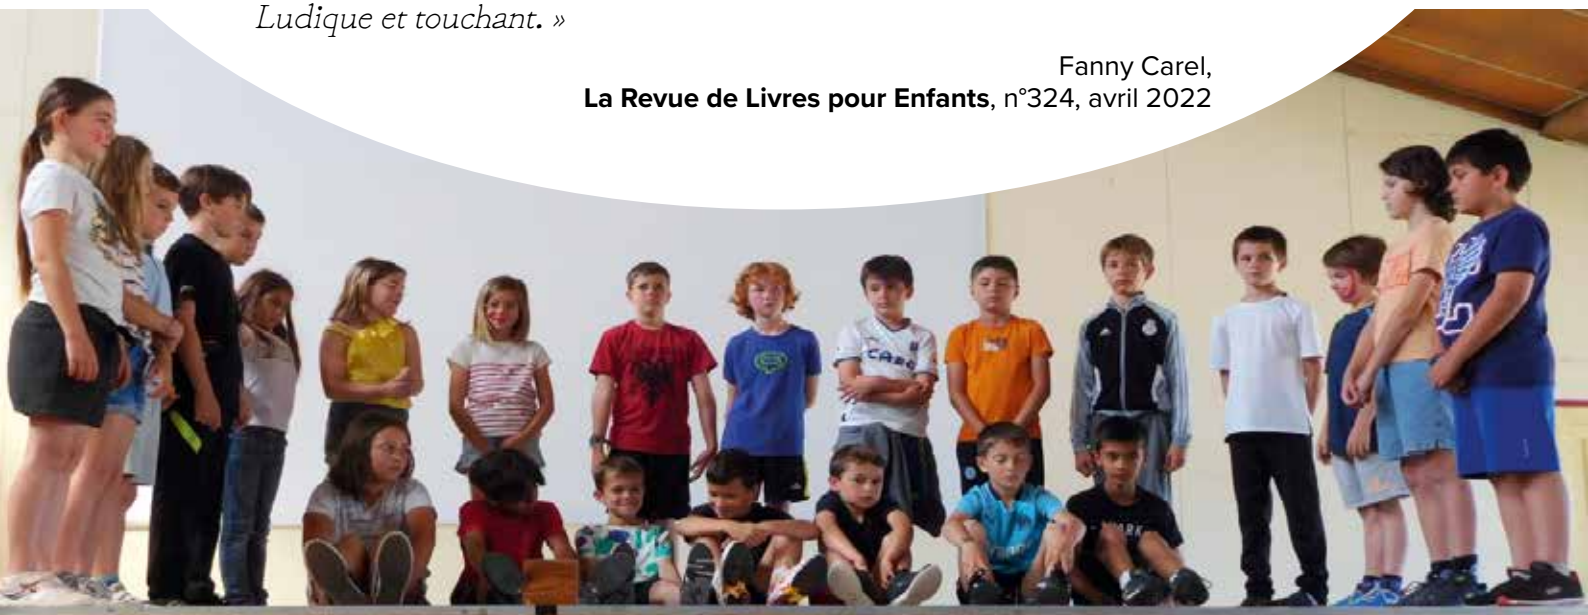 Ludique et touchant. »
Fanny Carel,
La Revue de Livres pour Enfants, n°324, avril 2022